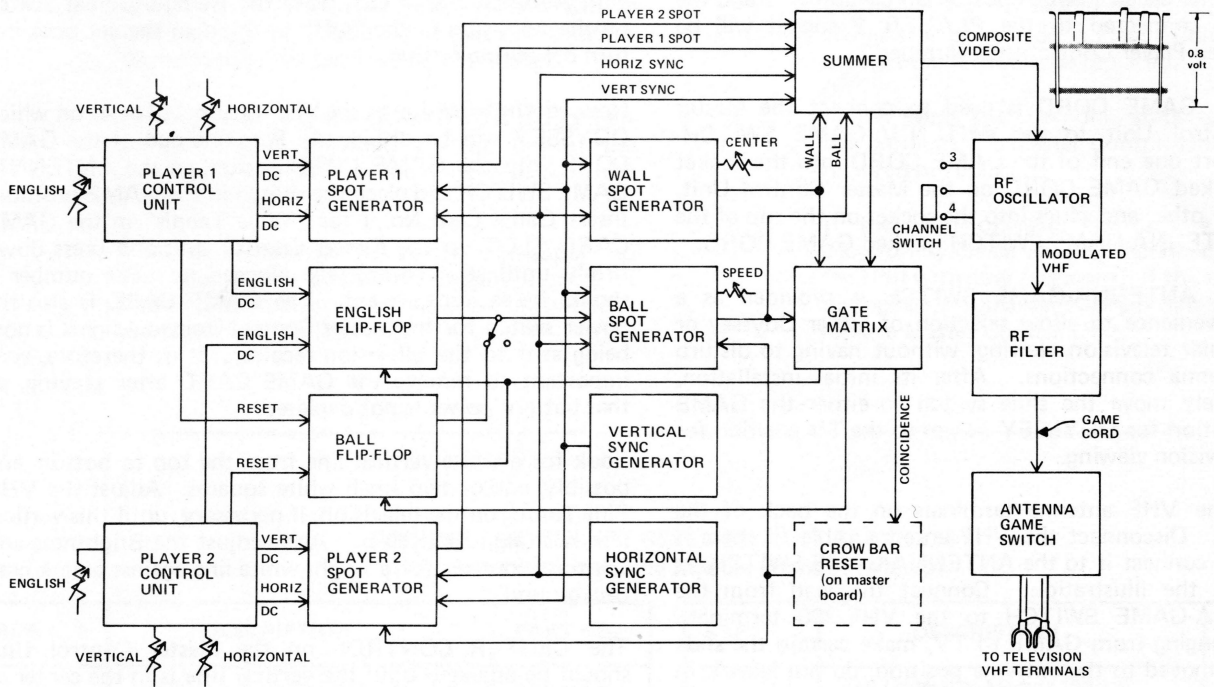 PLAYER 2 SPOT
PLAYER 1 SPOT
HORIZ SYNC
VERT SYNC
SUMMER
COMPOSITE
VIDEO
0.8
volt
VERTICAL
HORIZONTAL
ENGLISH
PLAYER 1
CONTROL
UNIT
VERT
DC
HORIZ
DC
PLAYER 1
SPOT
GENERATOR
WALL
SPOT
GENERATOR
CENTER
WALL
BALL
3
4
CHANNEL
SWITCH
RF
OSCILLATOR
MODULATED
VHF
ENGLISH
DC
ENGLISH
DC
ENGLISH
FLIP-FLOP
BALL
SPOT
GENERATOR
SPEED
GATE
MATRIX
RF
FILTER
RESET
RESET
BALL
FLIP-FLOP
VERTICAL
SYNC
GENERATOR
COINCIDENCE
GAME
CORD
ENGLISH
PLAYER 2
CONTROL
UNIT
VERT
DC
HORIZ
DC
PLAYER 2
SPOT
GENERATOR
HORIZONTAL
SYNC
GENERATOR
CROW BAR
RESET
(on master
board)
ANTENNA
GAME
SWITCH
VERTICAL
HORIZONTAL
TO TELEVISION
VHF TERMINALS